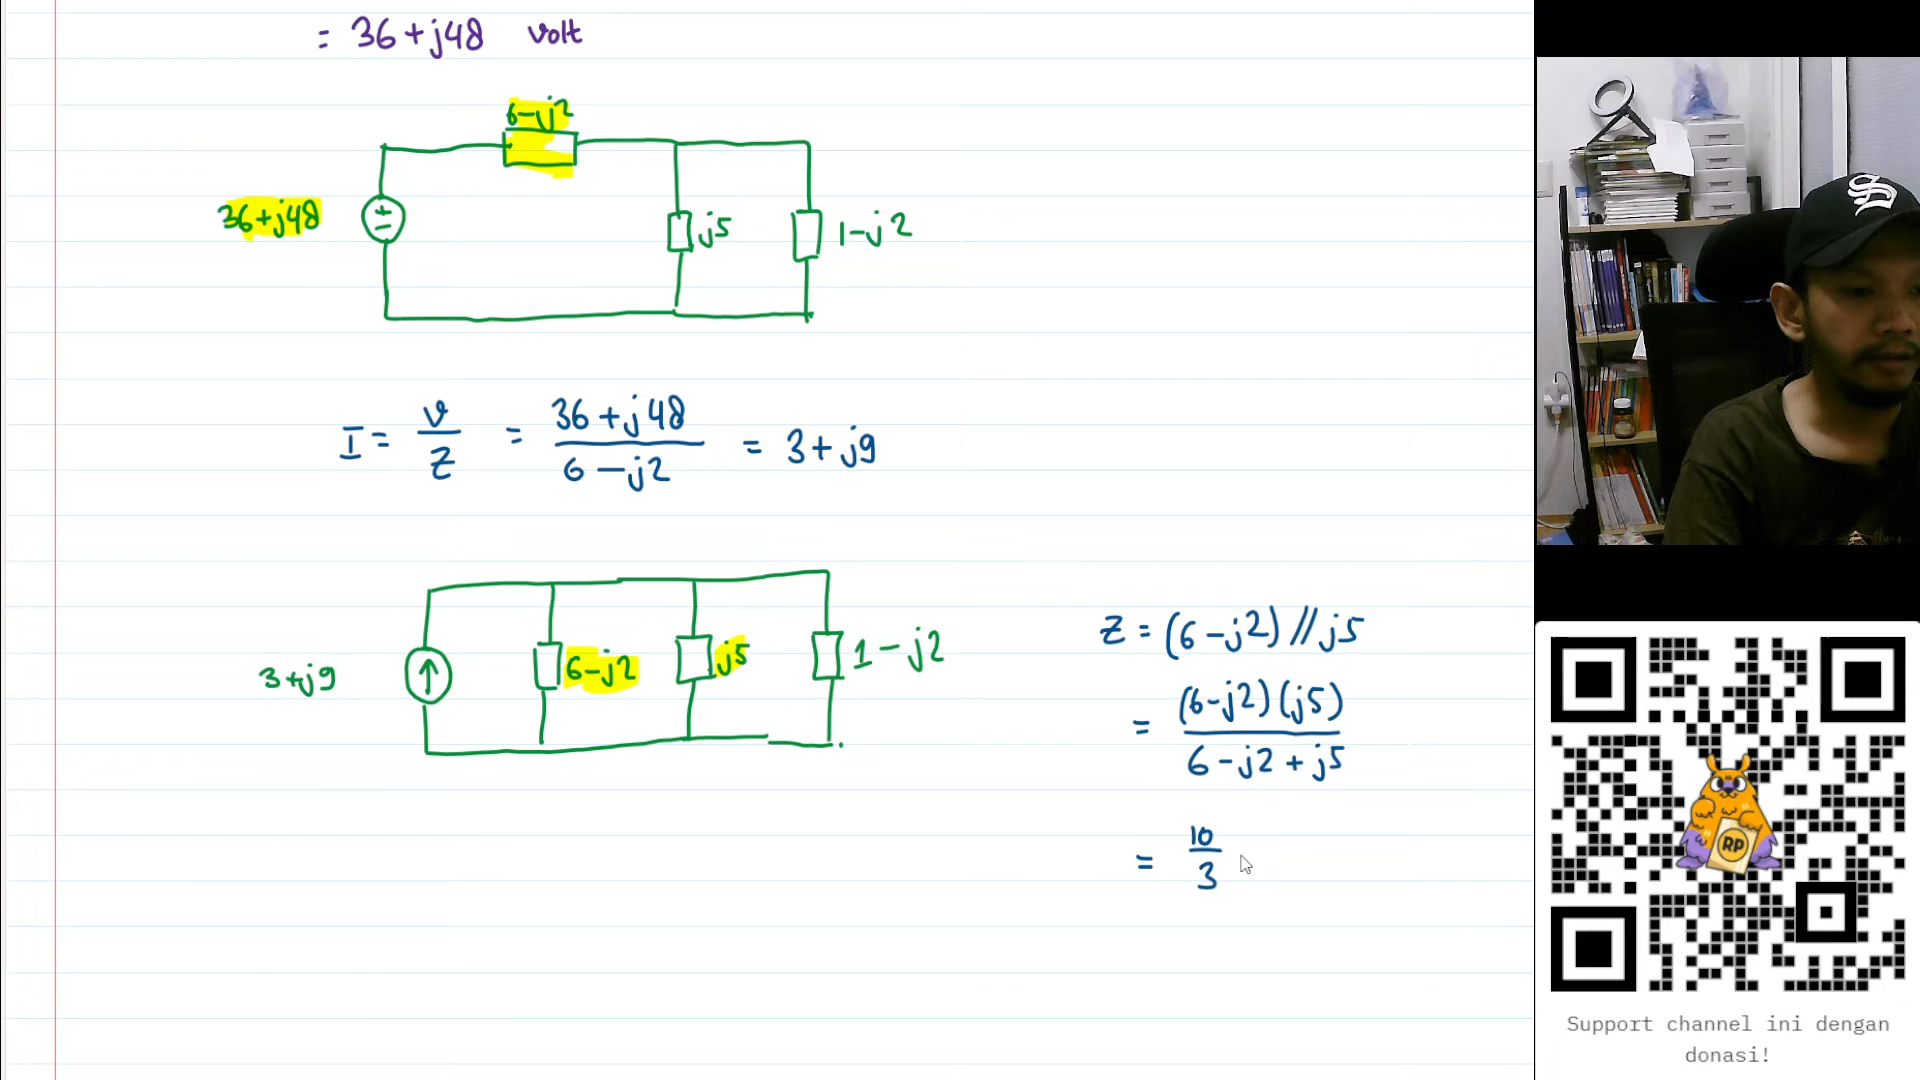 = 36+j48 volt
6-j2
36+j48
j5
1-j2
I = v/z = 36+j48/6-j2 = 3+j9
3+j9
6-j2
j5
1-j2
z = (6-j2)//j5
= (6-j2)(j5)/6-j2+j5
= 10/3
RP
Support channel ini dengan
donasi!